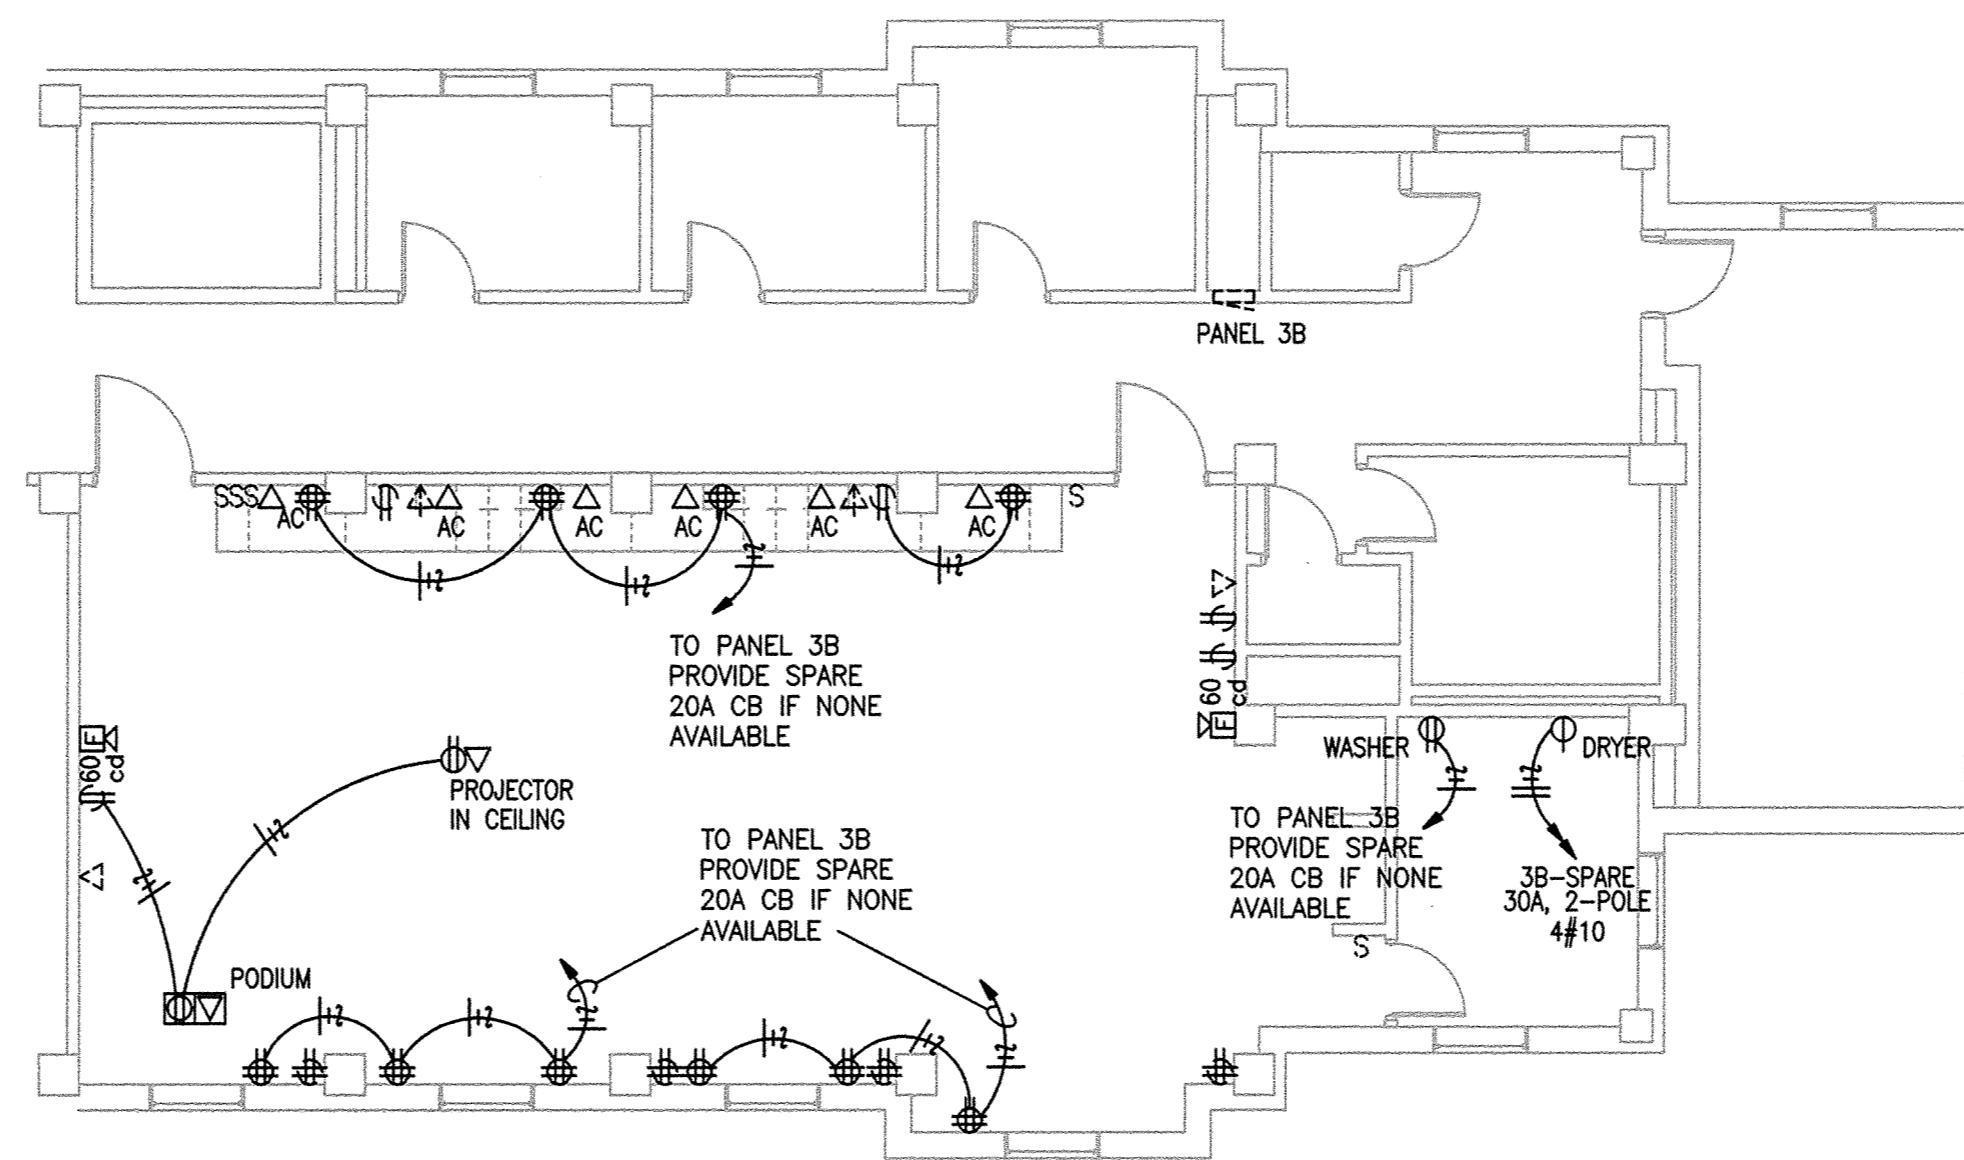 PANEL 3B
SSS
AC
AC
AC
AC
AC
AC
S
TO PANEL 3B
PROVIDE SPARE
20A CB IF NONE
AVAILABLE
60
cd
F
F
60
cd
PROJECTOR
IN CEILING
WASHER
DRYER
TO PANEL 3B
PROVIDE SPARE
20A CB IF NONE
AVAILABLE
TO PANEL 3B
PROVIDE SPARE
20A CB IF NONE
AVAILABLE
3B-SPARE
30A, 2-POLE
4#10
S
PODIUM